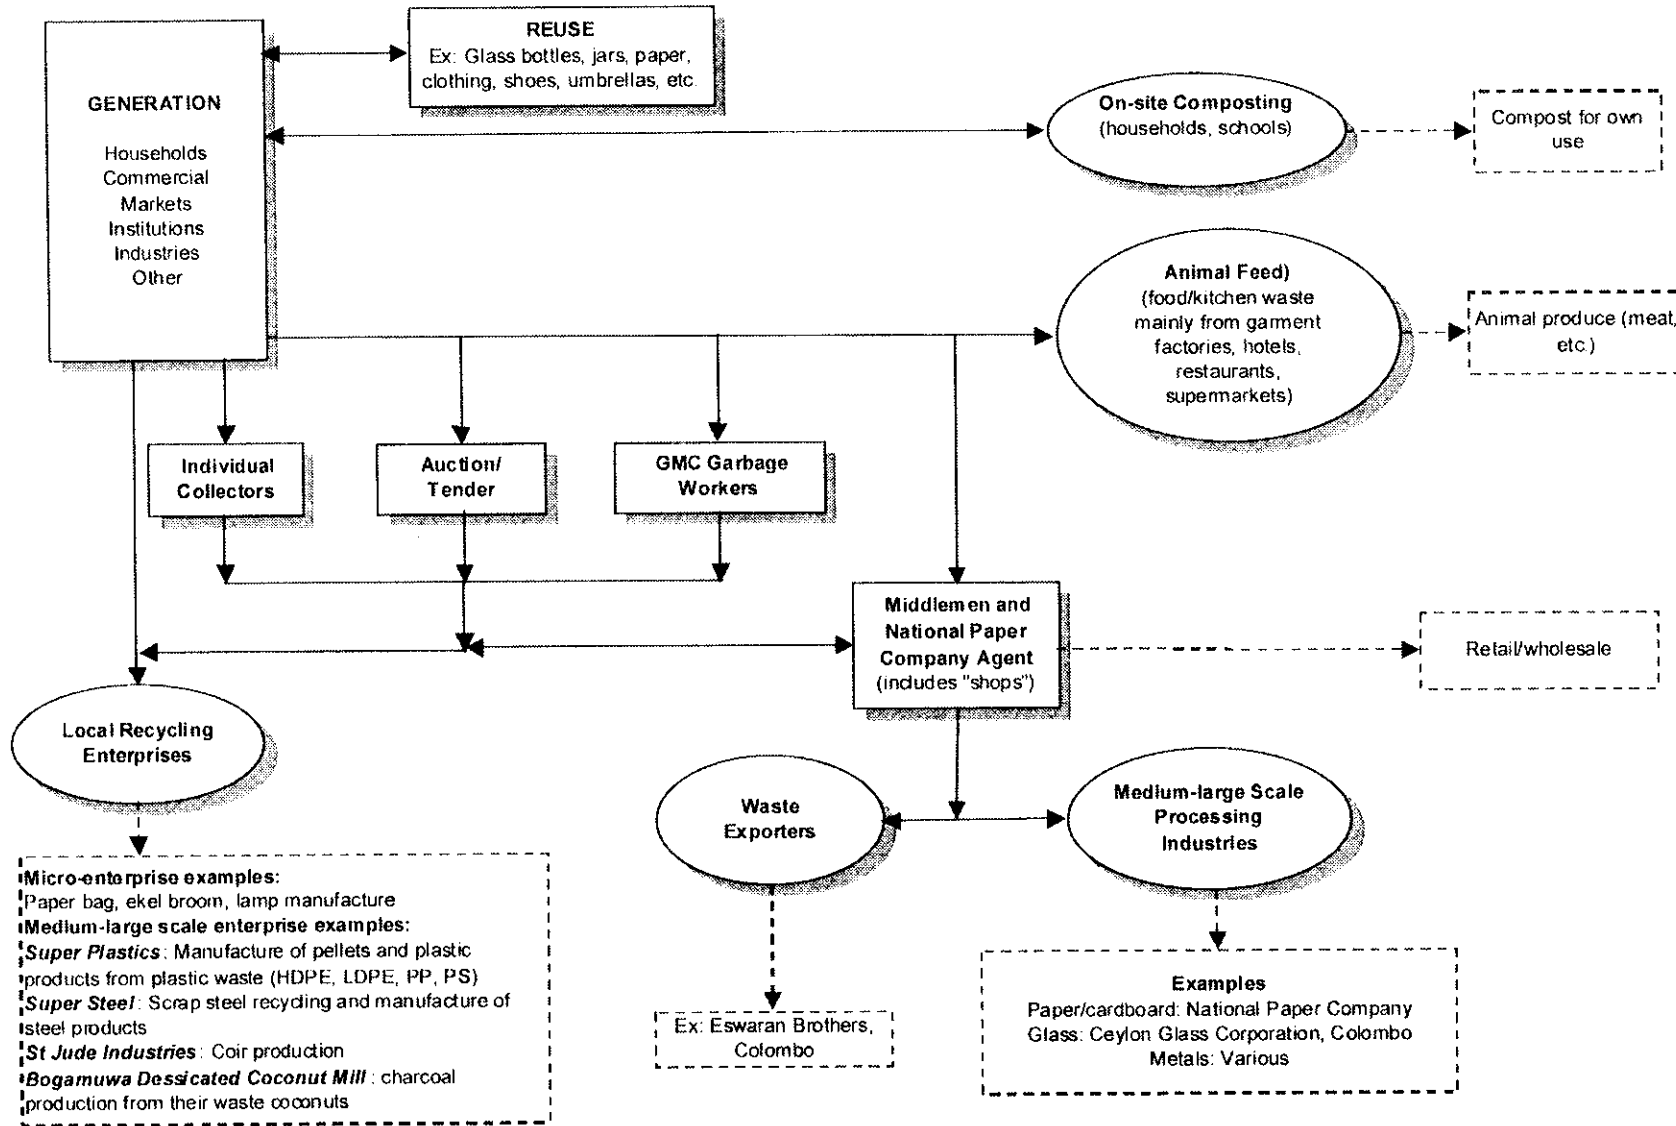 GENERATION
Households
Commercial
Markets
Institutions
Industries
Other
REUSE
Ex: Glass bottles, jars, paper,
clothing, shoes, umbrellas, etc.
On-site Composting
(households, schools)
Compost for own
use
Animal Feed)
(food/kitchen waste
mainly from garment
factories, hotels,
restaurants,
supermarkets)
Animal produce (meat,
etc.)
Individual
Collectors
Auction/
Tender
GMC Garbage
Workers
Middlemen and
National Paper
Company Agent
(includes "shops")
Retail/wholesale
Local Recycling
Enterprises
Waste
Exporters
Medium-large Scale
Processing
Industries
Micro-enterprise examples:
Paper bag, ekel broom, lamp manufacture
Medium-large scale enterprise examples:
Super Plastics: Manufacture of pellets and plastic
products from plastic waste (HDPE, LDPE, PP, PS)
Super Steel: Scrap steel recycling and manufacture of
steel products
St Jude Industries: Coir production
Bogamuwa Dessicated Coconut Mill: charcoal
production from their waste coconuts
Ex: Eswaran Brothers,
Colombo
Examples
Paper/cardboard: National Paper Company
Glass: Ceylon Glass Corporation, Colombo
Metals: Various